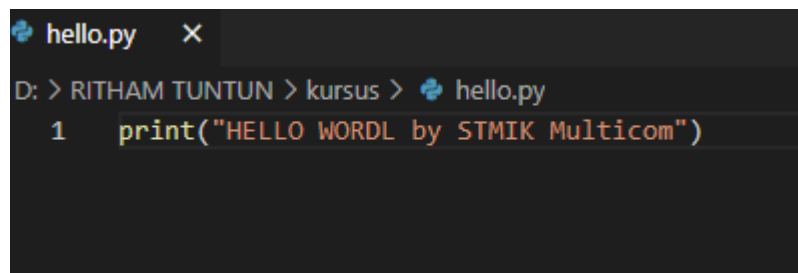 hello.py ×
D: > RITHAM TUNTUN > kursus > hello.py
1 print("HELLO WORDL by STMIK Multicom")